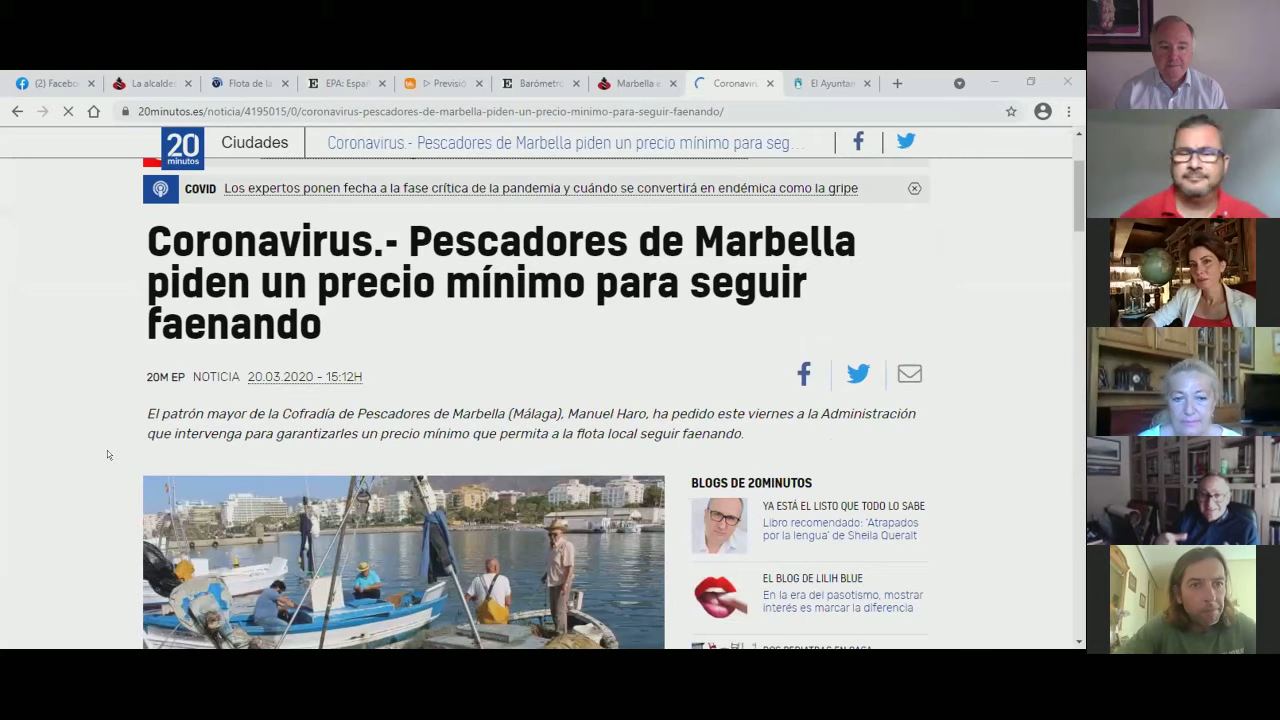 (2) Facebo
La alcaldes
Flota de la
EPA: Españ
Previsió
Barómetro
Marbella e
Coronaviru
El Ayuntar
20minutos.es/noticia/4195015/0/coronavirus-pescadores-de-marbella-piden-un-precio-minimo-para-seguir-faenando/
20 minutos
Ciudades
Coronavirus.- Pescadores de Marbella piden un precio mínimo para seg...
COVID Los expertos ponen fecha a la fase crítica de la pandemia y cuándo se convertirá en endémica como la gripe
Coronavirus.- Pescadores de Marbella
piden un precio mínimo para seguir
faenando
20M EP NOTICIA 20.03.2020 - 15:12H
El patrón mayor de la Cofradía de Pescadores de Marbella (Málaga), Manuel Haro, ha pedido este viernes a la Administración
que intervenga para garantizarles un precio mínimo que permita a la flota local seguir faenando.
BLOGS DE 20MINUTOS
YA ESTÁ EL LISTO QUE TODO LO SABE
Libro recomendado: 'Atrapados
por la lengua' de Sheila Queralt
EL BLOG DE LILIH BLUE
En la era del pasotismo, mostrar
interés es marcar la diferencia